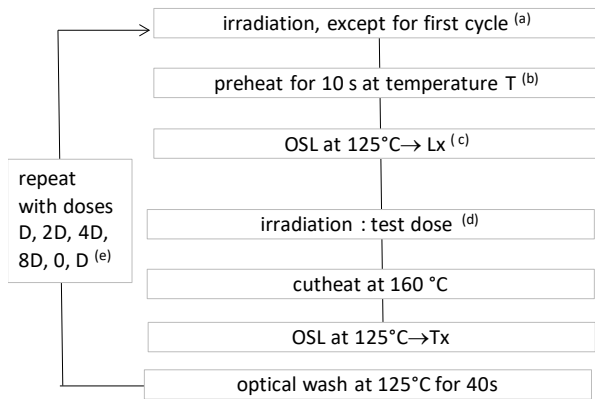 irradiation, except for first cycle (a)
preheat for 10 s at temperature T (b)
OSL at 125°C→ Lx (c)
repeat
with doses
D, 2D, 4D,
8D, 0, D (e)
irradiation : test dose (d)
cutheat at 160 °C
OSL at 125°C→Tx
optical wash at 125°C for 40s